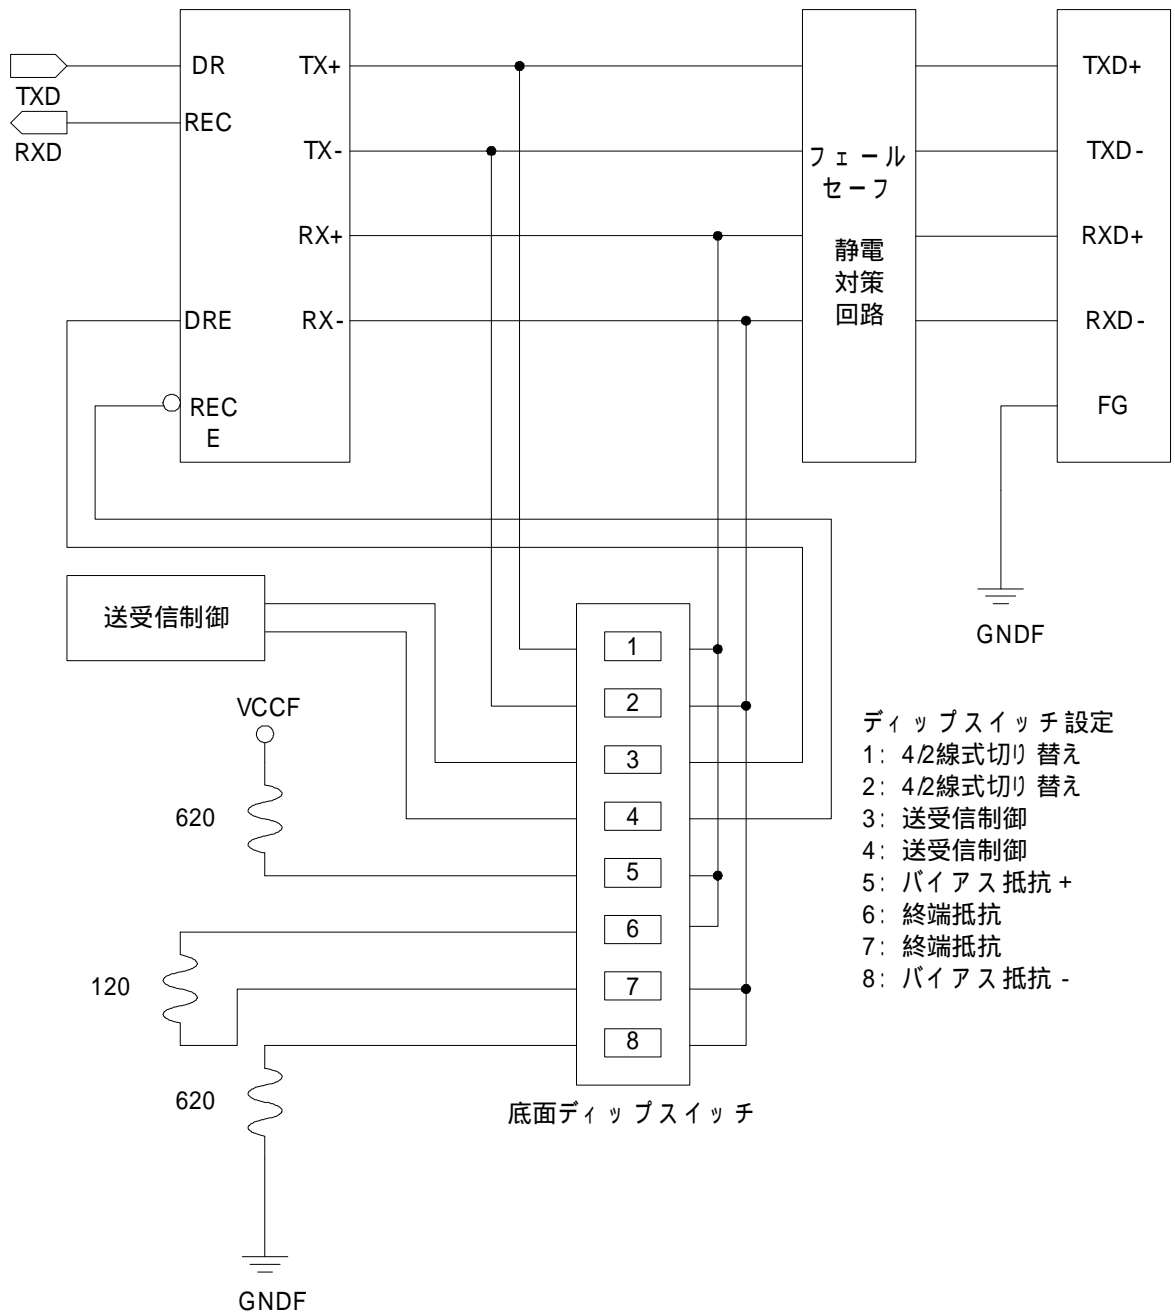 TXD
RXD
DR
REC
DRE
REC
E
TX+
TX-
RX+
RX-
フェール
セーフ
静電
対策
回路
TXD+
TXD-
RXD+
RXD-
FG
GNDF
送受信制御
VCCF
620
120
620
GNDF
1
2
3
4
5
6
7
8
底面ディップスイッチ
ディップスイッチ設定
1: 4/2線式切り替え
2: 4/2線式切り替え
3: 送受信制御
4: 送受信制御
5: バイアス抵抗+
6: 終端抵抗
7: 終端抵抗
8: バイアス抵抗-